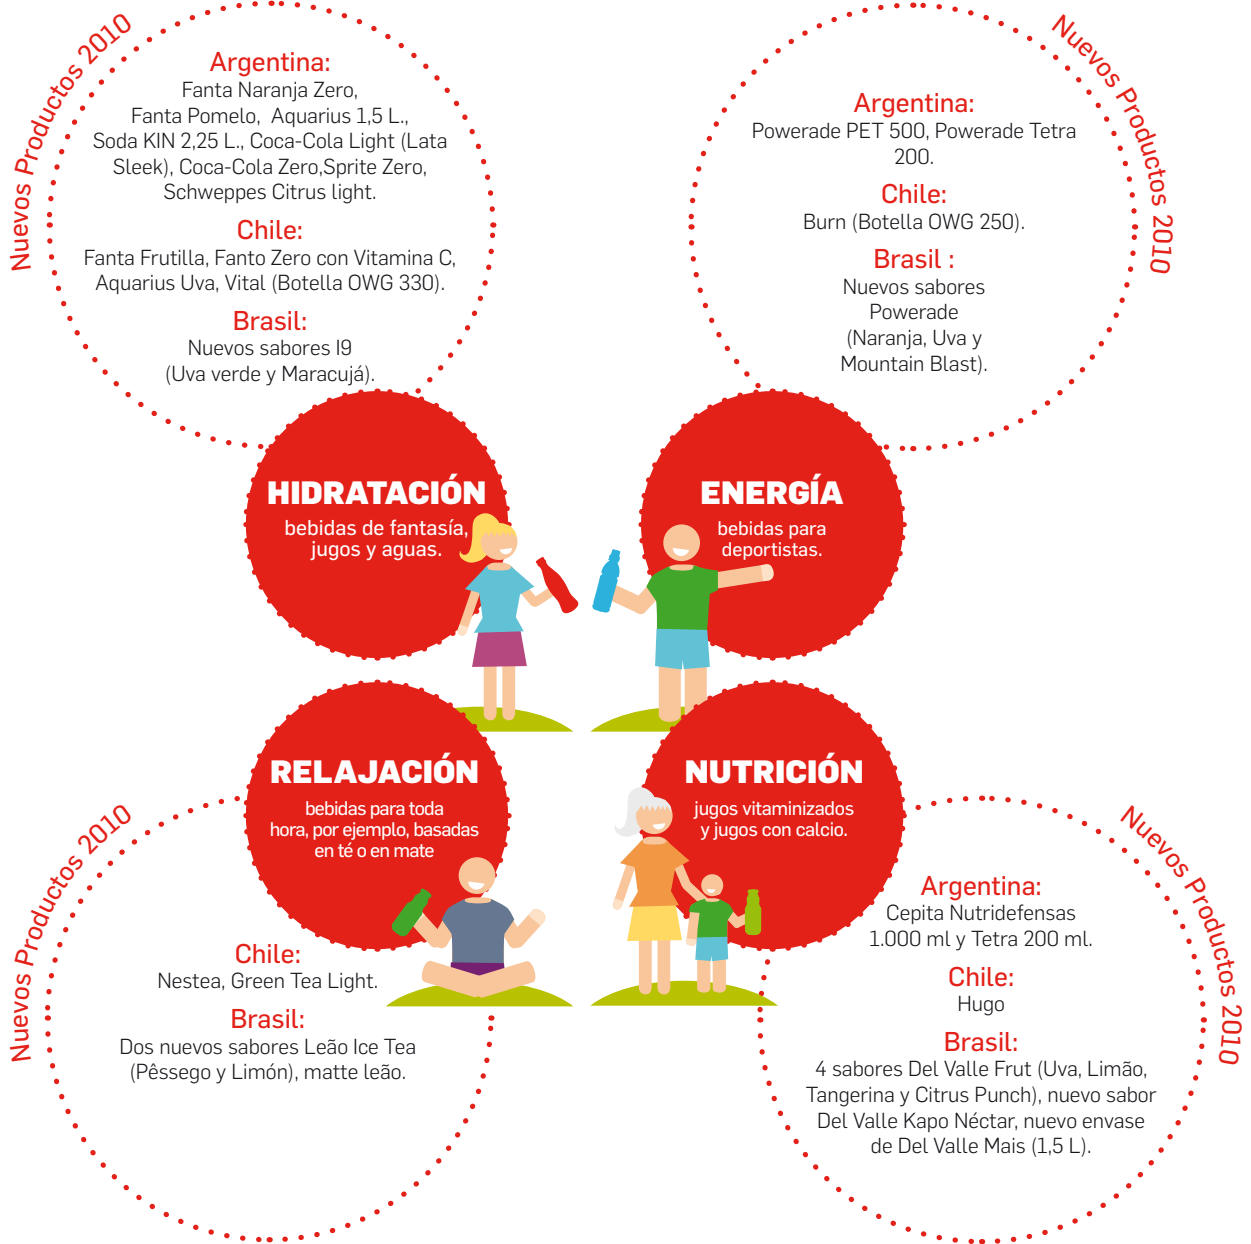 Nuevos Productos 2010
Argentina:
Fanta Naranja Zero,
Fanta Pomelo, Aquarius 1,5 L.,
Soda KIN 2,25 L., Coca-Cola Light (Lata
Sleek), Coca-Cola Zero,Sprite Zero,
Schweppes Citrus light.
Chile:
Fanta Frutilla, Fanto Zero con Vitamina C,
Aquarius Uva, Vital (Botella OWG 330).
Brasil:
Nuevos sabores I9
(Uva verde y Maracujá).
HIDRATACIÓN
bebidas de fantasía,
jugos y aguas.
Nuevos Productos 2010
Argentina:
Powerade PET 500, Powerade Tetra
200.
Chile:
Burn (Botella OWG 250).
Brasil :
Nuevos sabores
Powerade
(Naranja, Uva y
Mountain Blast).
ENERGÍA
bebidas para
deportistas.
RELAJACIÓN
bebidas para toda
hora, por ejemplo, basadas
en té o en mate
Nuevos Productos 2010
Chile:
Nestea, Green Tea Light.
Brasil:
Dos nuevos sabores Leão Ice Tea
(Pêssego y Limón), matte leão.
NUTRICIÓN
jugos vitaminizados
y jugos con calcio.
Nuevos Productos 2010
Argentina:
Cepita Nutridefensas
1.000 ml y Tetra 200 ml.
Chile:
Hugo
Brasil:
4 sabores Del Valle Frut (Uva, Limão,
Tangerina y Citrus Punch), nuevo sabor
Del Valle Kapo Néctar, nuevo envase
de Del Valle Mais (1,5 L).